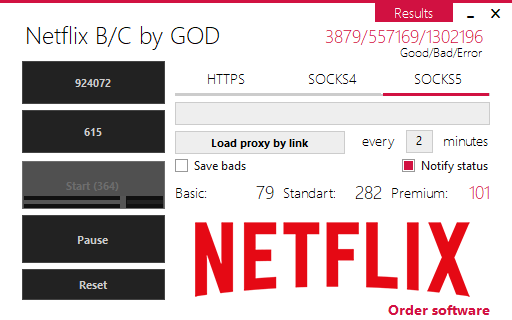 Results
Netflix B/C by GOD
3879/557169/1302196
Good/Bad/Error
924072
HTTPS SOCKS4 SOCKS5
615
Load proxy by link every 2 minutes
Save bads Notify status
Start (364)
Basic: 79 Standart: 282 Premium: 101
Pause
NETFLIX
Reset
Order software